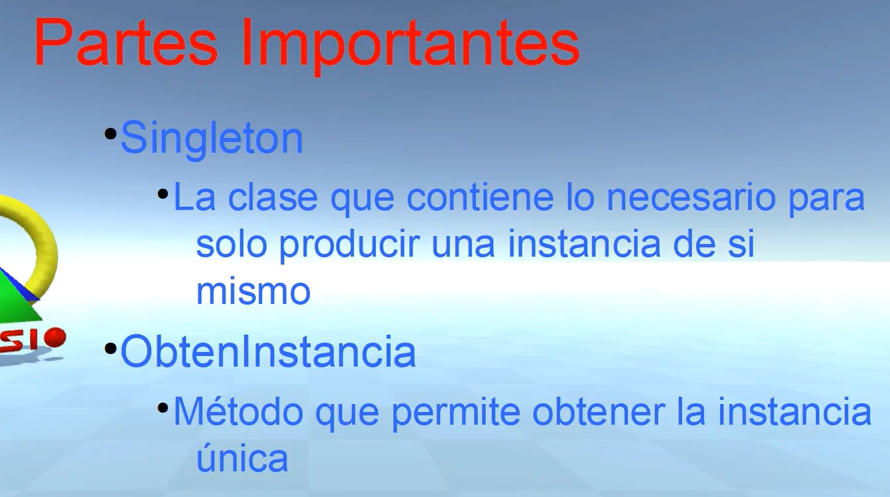 Partes Importantes
•Singleton
•La clase que contiene lo necesario para
solo producir una instancia de si
mismo
•ObtenInstancia
SI
•Método que permite obtener la instancia
única